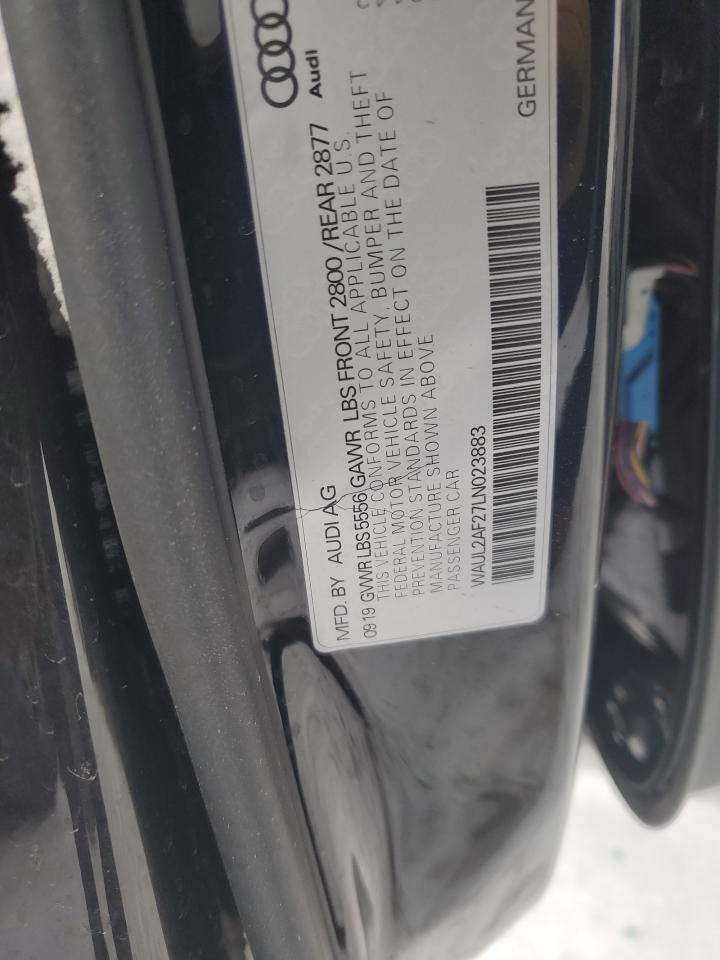 Audi
MFD. BY AUDI AG
0919 GVWR LBS 5556 GAWR LBS FRONT 2800 /REAR 2877
THIS VEHICLE CONFORMS TO ALL APPLICABLE U.S.
FEDERAL MOTOR VEHICLE SAFETY, BUMPER AND THEFT
PREVENTION STANDARDS IN EFFECT ON THE DATE OF
MANUFACTURE SHOWN ABOVE
PASSENGER CAR
WAUL2AF27LN023883
GERMAN